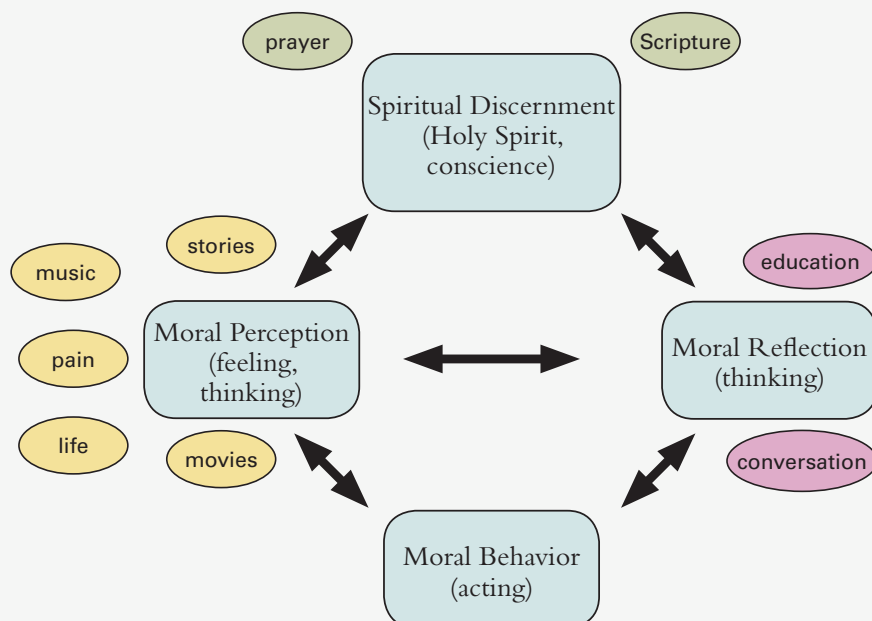 prayer
Scripture
Spiritual Discernment
(Holy Spirit,
conscience)
stories
music
education
Moral Perception
(feeling,
thinking)
Moral Reflection
(thinking)
pain
life
movies
conversation
Moral Behavior
(acting)